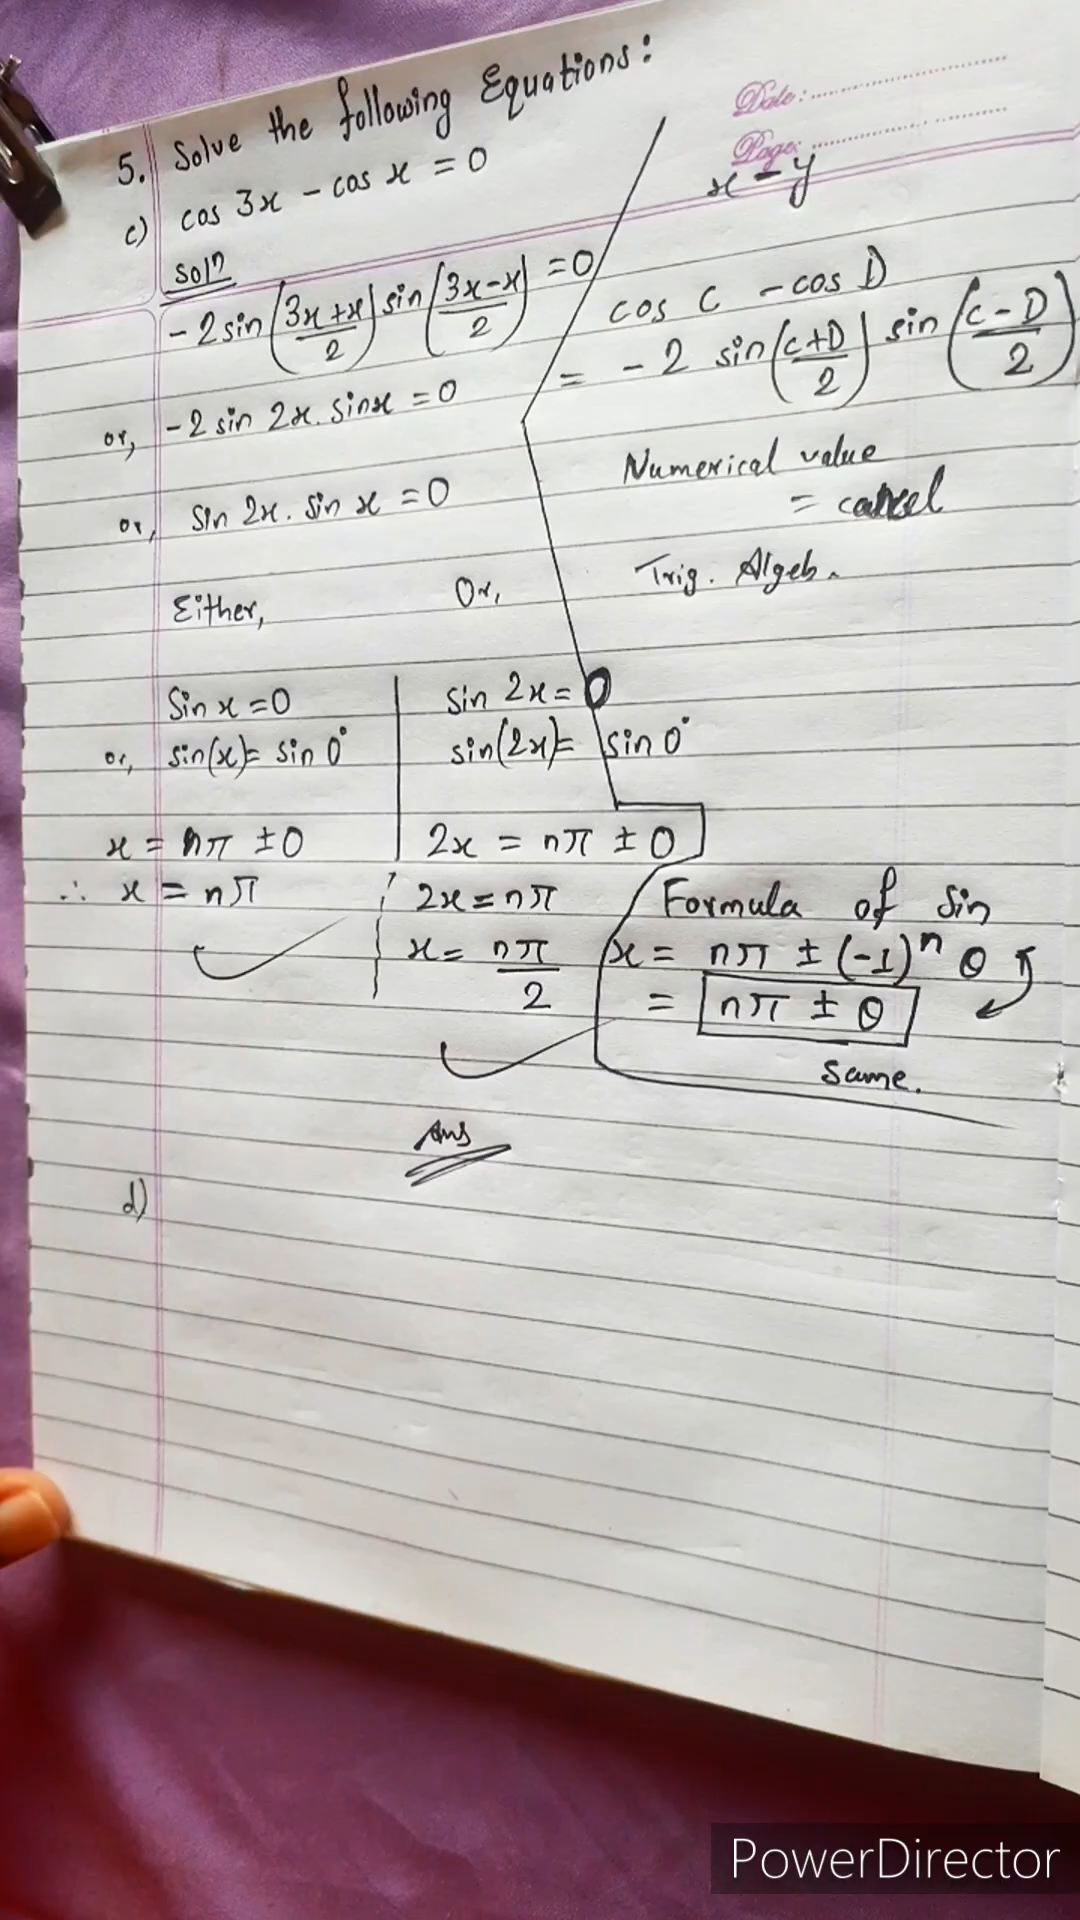 Date:
Page:
5. Solve the following Equations:
c) cos 3x - cos x = 0
x - y
Solⁿ
-2 sin (3x+x/2) sin (3x-x/2) = 0
cos C - cos D
= -2 sin (C+D/2) sin (C-D/2)
or, -2 sin 2x. sinx = 0
Numerical value
= cancel
or, sin 2x. sin x = 0
Trig. Algeb.
Either, Or,
Sin x = 0
or, sin(x) = sin 0°
x = nπ ± 0
∴ x = nπ
sin 2x = 0
sin(2x) = sin 0°
2x = nπ ± 0
2x = nπ
x = nπ/2
Formula of sin
x = nπ ± (-1)ⁿ θ
= nπ ± θ
Same.
Ans
d)
PowerDirector